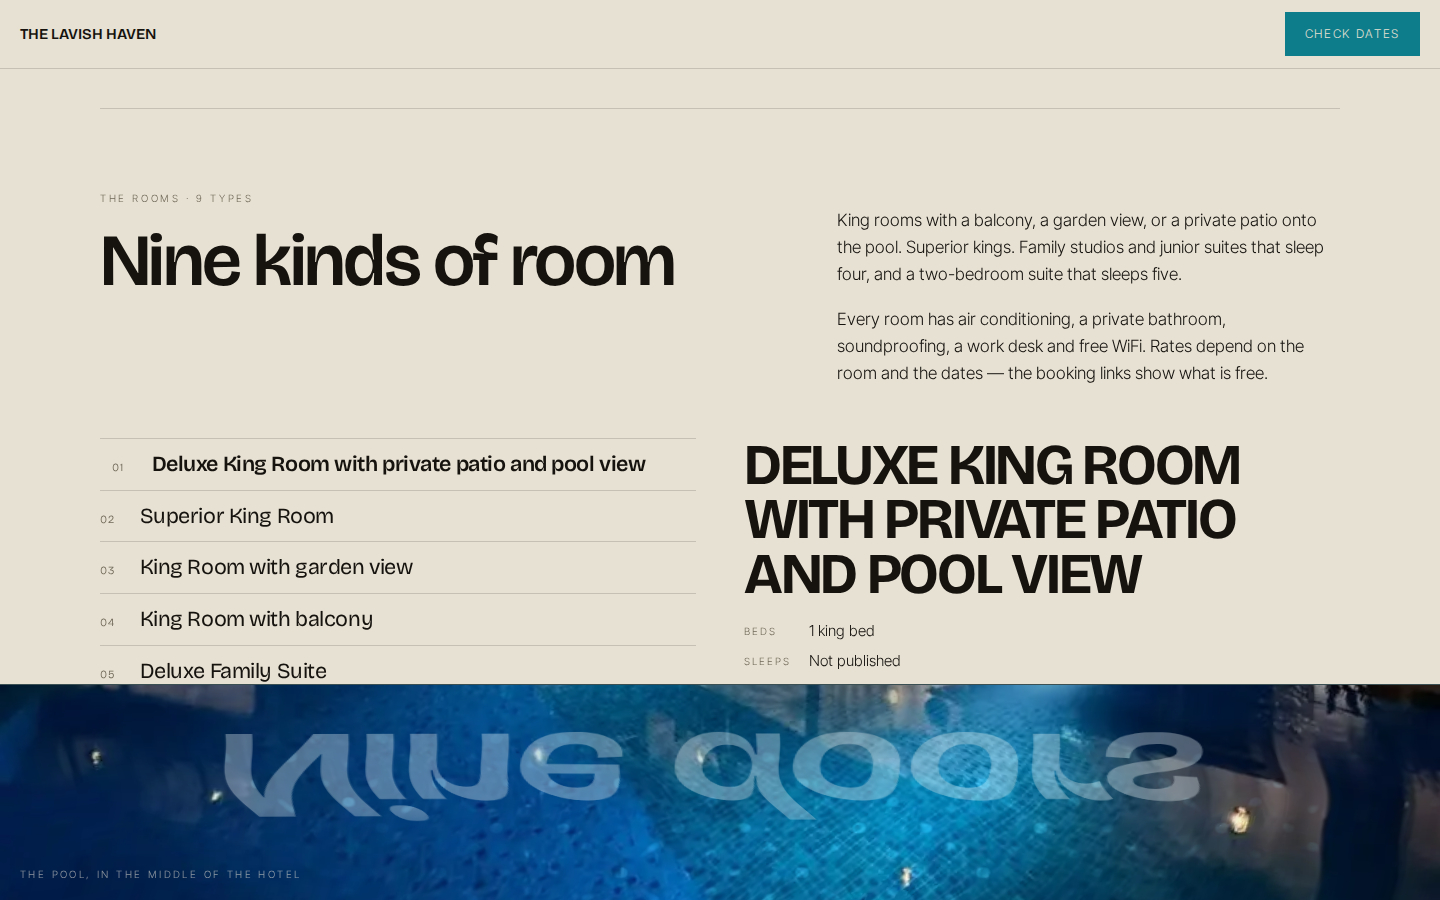 THE LAVISH HAVEN
CHECK DATES
THE ROOMS · 9 TYPES
Nine kinds of room
King rooms with a balcony, a garden view, or a private patio onto
the pool. Superior kings. Family studios and junior suites that sleep
four, and a two-bedroom suite that sleeps five.
Every room has air conditioning, a private bathroom,
soundproofing, a work desk and free WiFi. Rates depend on the
room and the dates — the booking links show what is free.
01 Deluxe King Room with private patio and pool view
02 Superior King Room
03 King Room with garden view
04 King Room with balcony
05 Deluxe Family Suite
DELUXE KING ROOM
WITH PRIVATE PATIO
AND POOL VIEW
BEDS 1 king bed
SLEEPS Not published
Nine
THE POOL, IN THE MIDDLE OF THE HOTEL